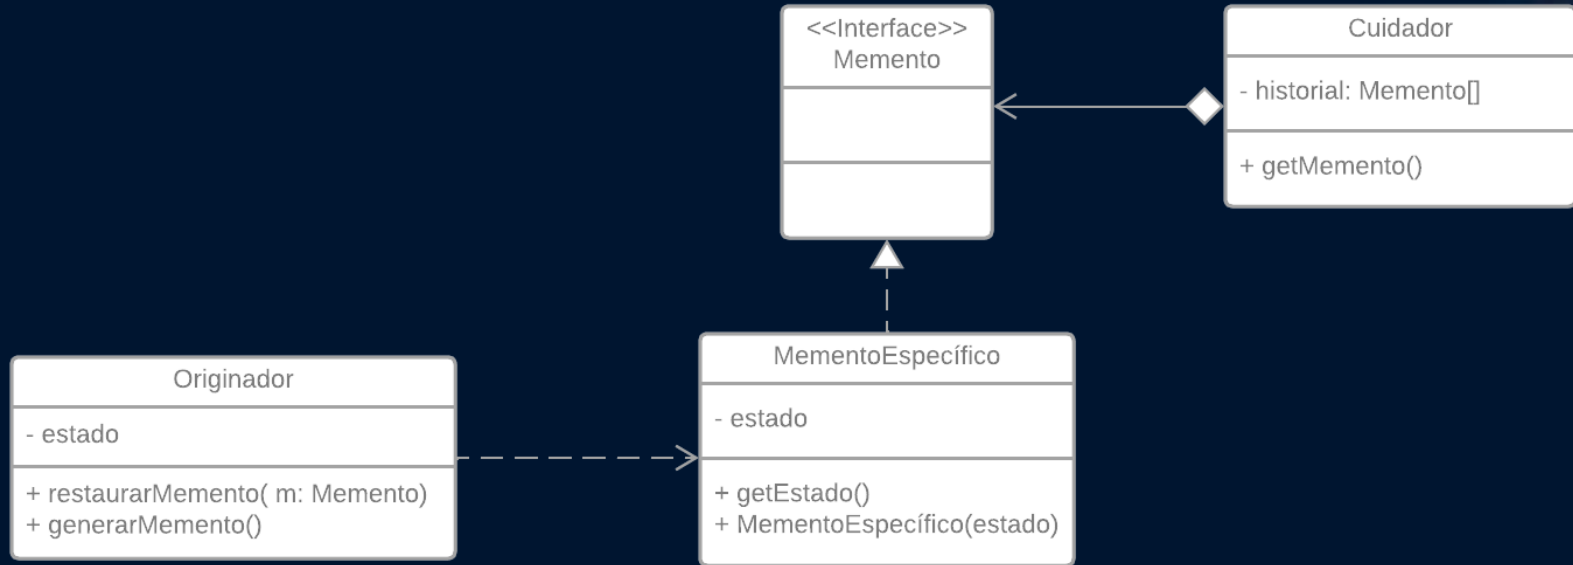 <<Interface>>
Memento
Cuidador
- historial: Memento[]
+ getMemento()
Originador
- estado
+ restaurarMemento( m: Memento)
+ generarMemento()
MementoEspecífico
- estado
+ getEstado()
+ MementoEspecífico(estado)